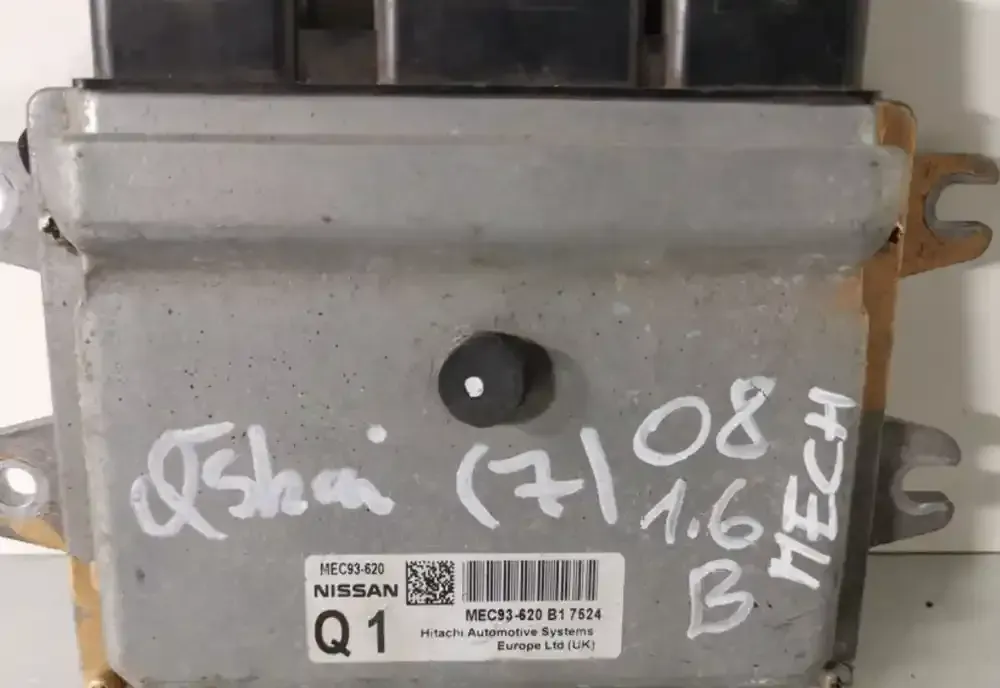 Qshai (7) 08
1.6
B
MECH
MEC93-620
NISSAN
Q 1
MEC93-620 B1 7524
Hitachi Automotive Systems
Europe Ltd (UK)